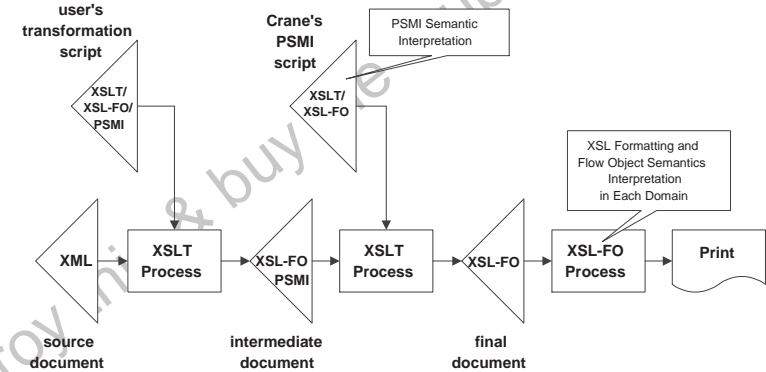 user's
transformation
script
Crane's
PSMI
script
PSMI Semantic
Interpretation
XSLT/
XSL-FO/
PSMI
XSLT/
XSL-FO
XSL Formatting and
Flow Object Semantics
Interpretation
in Each Domain
XML
XSLT
Process
XSL-FO
PSMI
XSLT
Process
XSL-FO
XSL-FO
Process
Print
source
document
intermediate
document
final
document
& buy